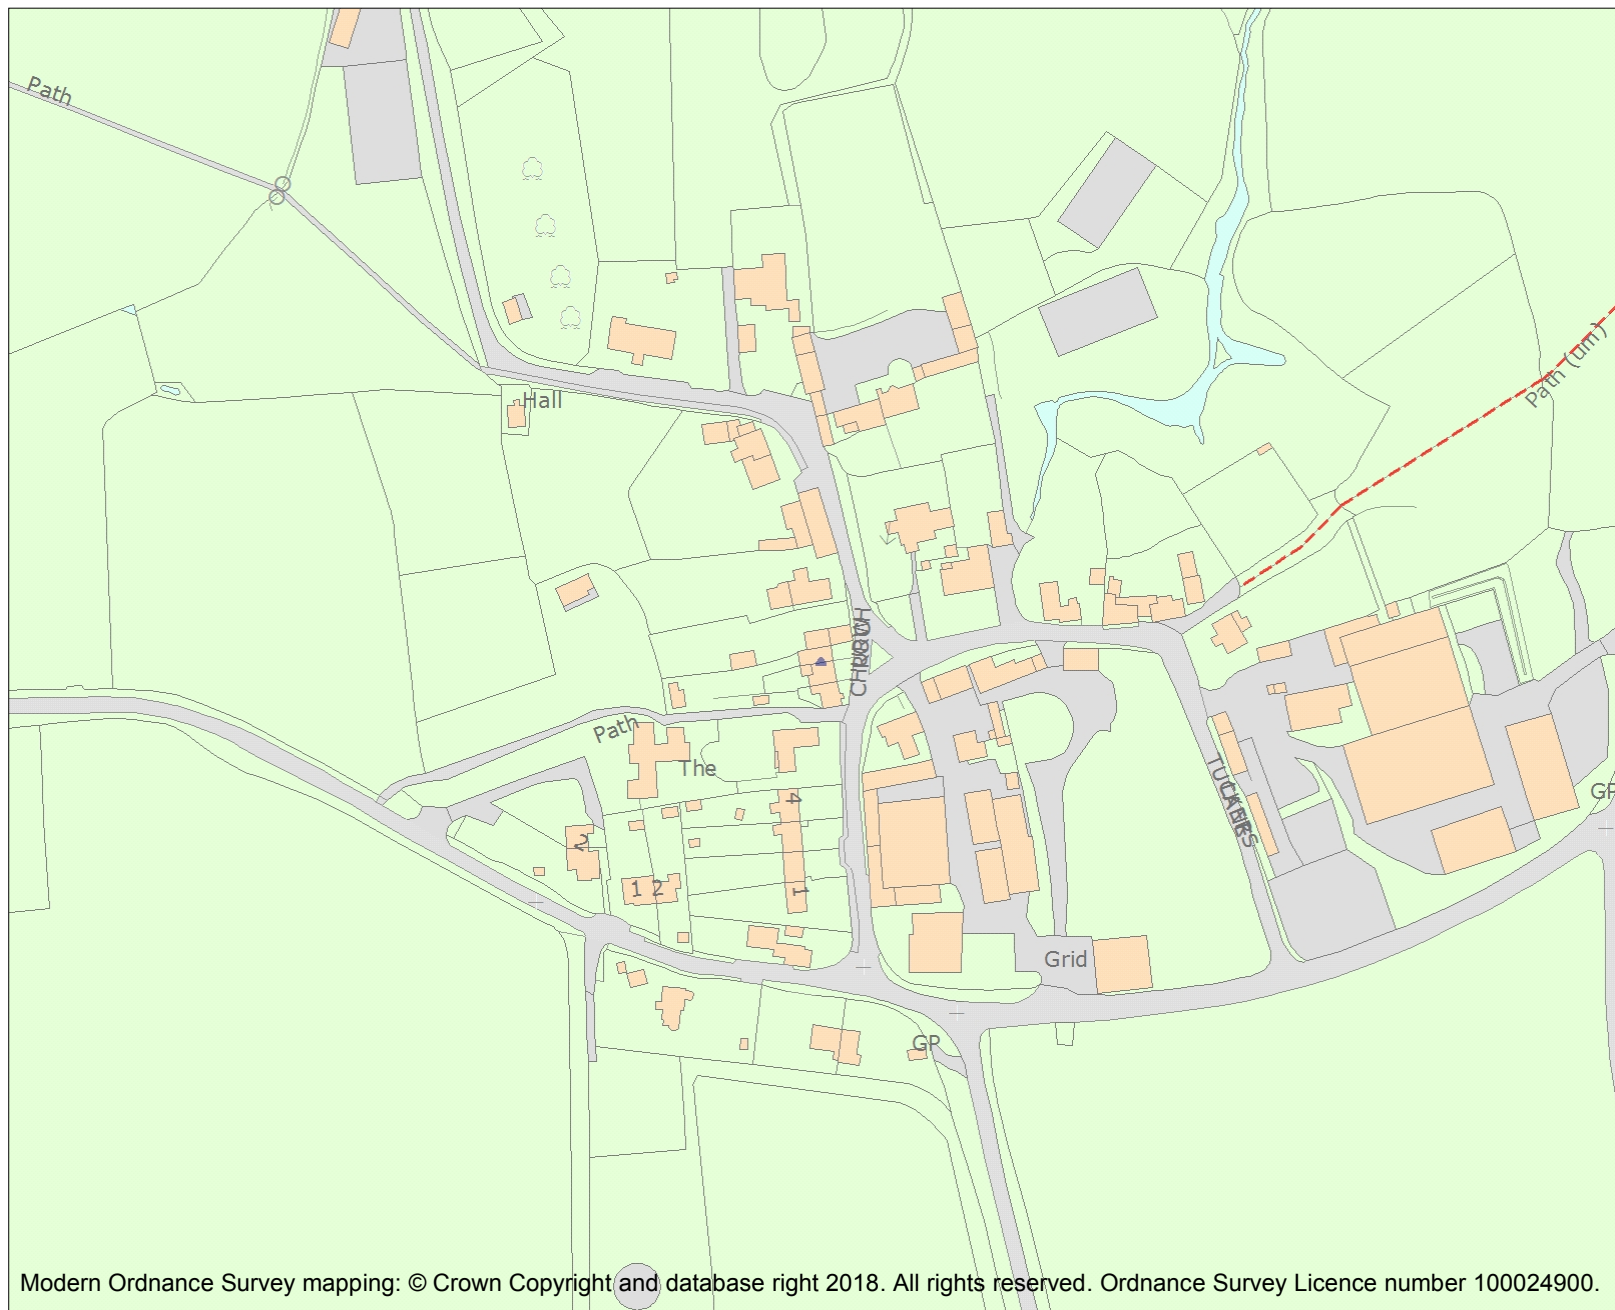 Path
Hall
Path (um)
Path
The
4
2
1 2
1
TUCKERS
Grid
GP
GP
Modern Ordnance Survey mapping: © Crown Copyright and database right 2018. All rights reserved. Ordnance Survey Licence number 100024900.